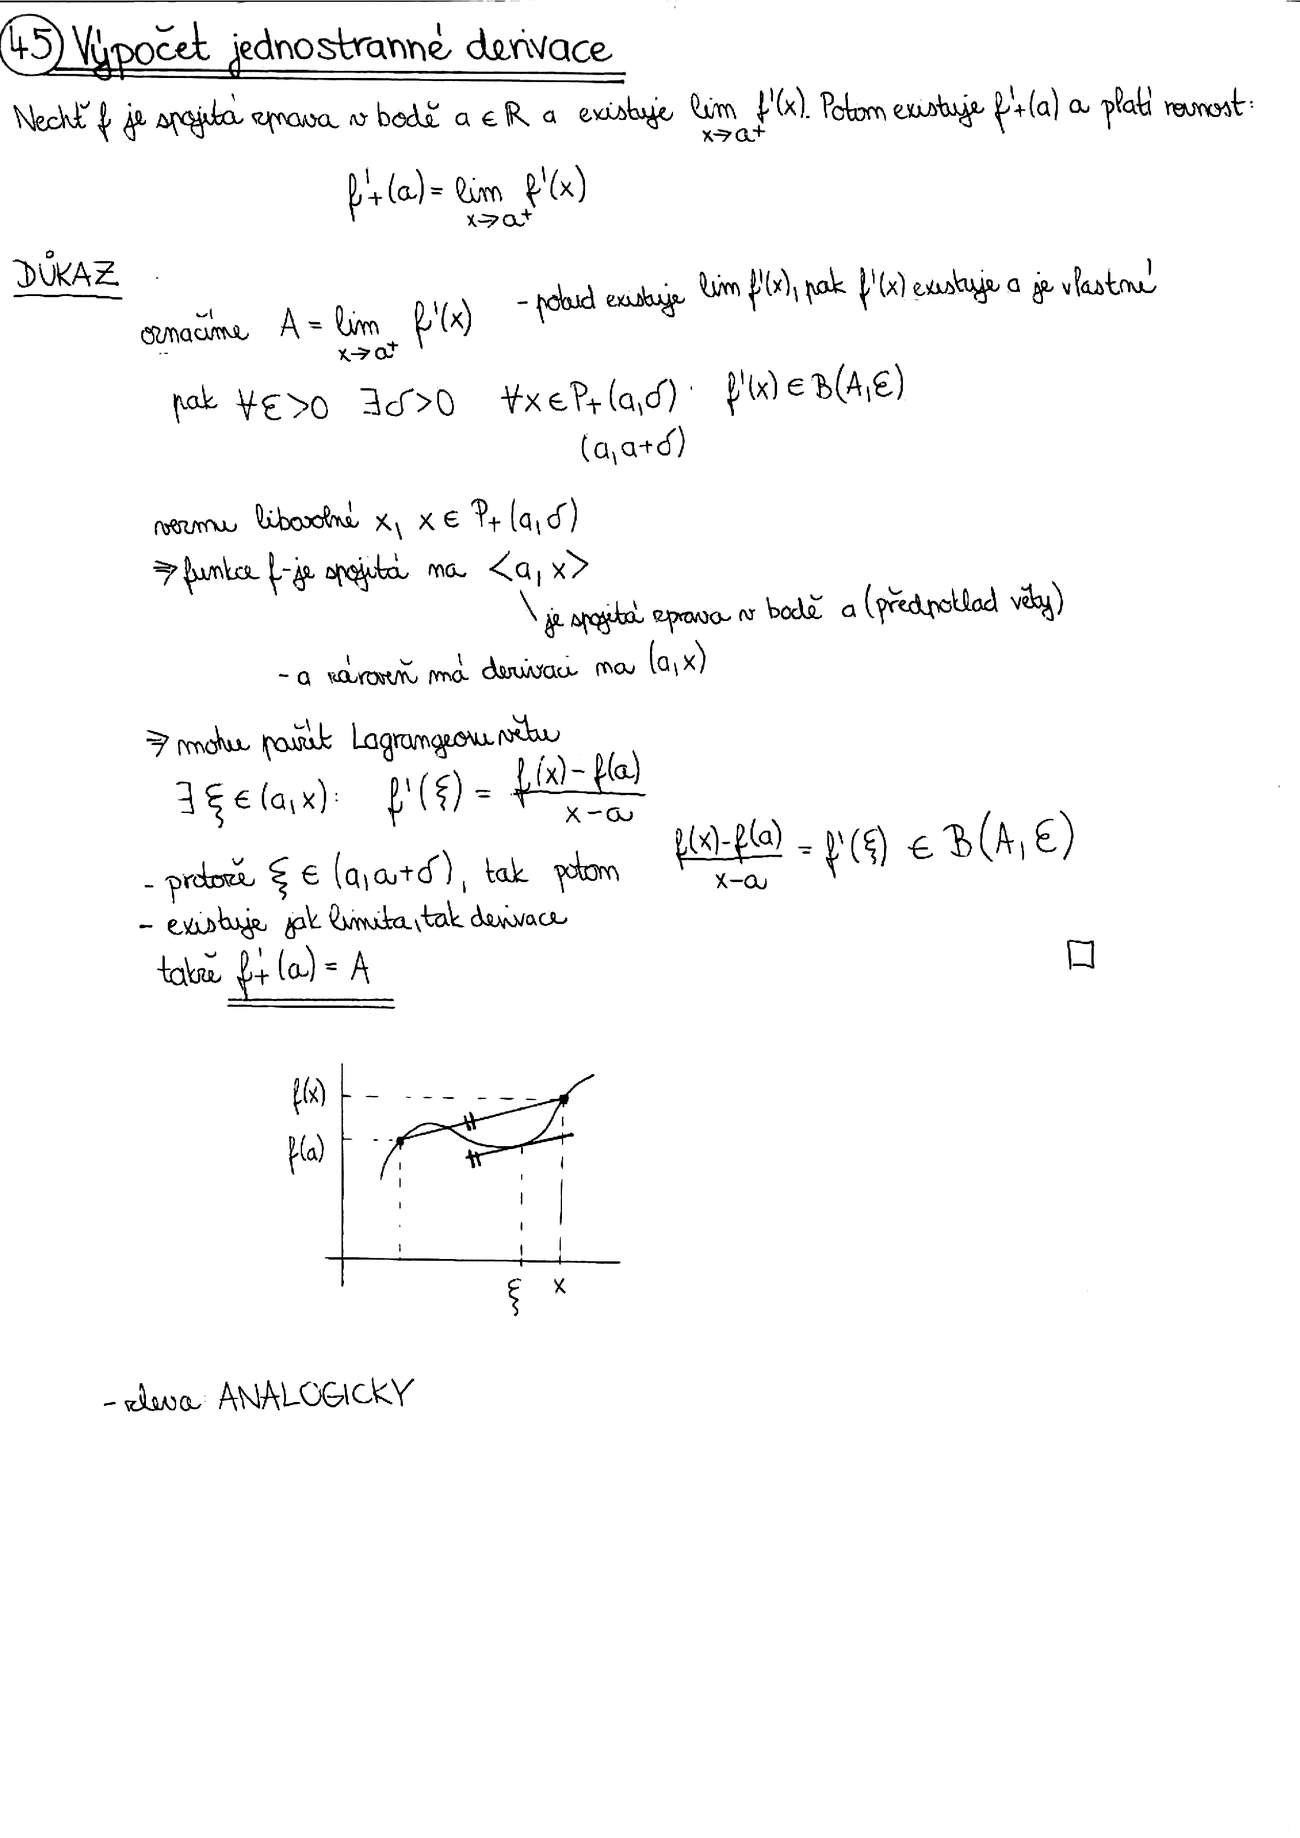 45 Výpočet jednostranné derivace
Nechť f je spojitá zprava v bodě a ∈ R a existuje lim f'(x). Potom existuje f'+(a) a platí rovnost:
x→a+
f'+(a) = lim f'(x)
x→a+
DŮKAZ
označíme A = lim f'(x) - pokud existuje lim f'(x), pak f'(x) existuje a je vlastní
x→a+
pak ∀ε>0 ∃δ>0 ∀x∈P+(a,δ) f'(x) ∈ B(A,ε)
(a,a+δ)
vezmu libovolné x, x ∈ P+(a,δ)
⇒ funkce f-je spojitá na <a,x>
\ je spojitá zprava v bodě a (předpoklad věty)
- a zároveň má derivaci na (a,x)
⇒ mohu použít Lagrangeovu větu
∃ ξ ∈ (a,x): f'(ξ) = f(x)-f(a) / x-a
- protože ξ ∈ (a,a+δ), tak potom f(x)-f(a) / x-a = f'(ξ) ∈ B(A,ε)
- existuje jak limita, tak derivace
takže f'+(a) = A □
f(x)
f(a)
ξ x
- zleva ANALOGICKY